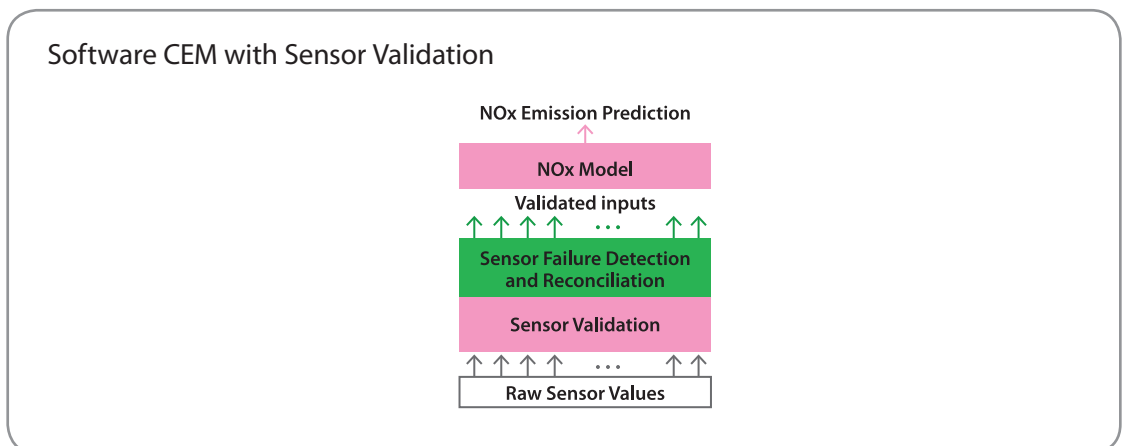 Software CEM with Sensor Validation
NOx Emission Prediction
NOx Model
Validated inputs
...
Sensor Failure Detection
and Reconciliation
Sensor Validation
...
Raw Sensor Values